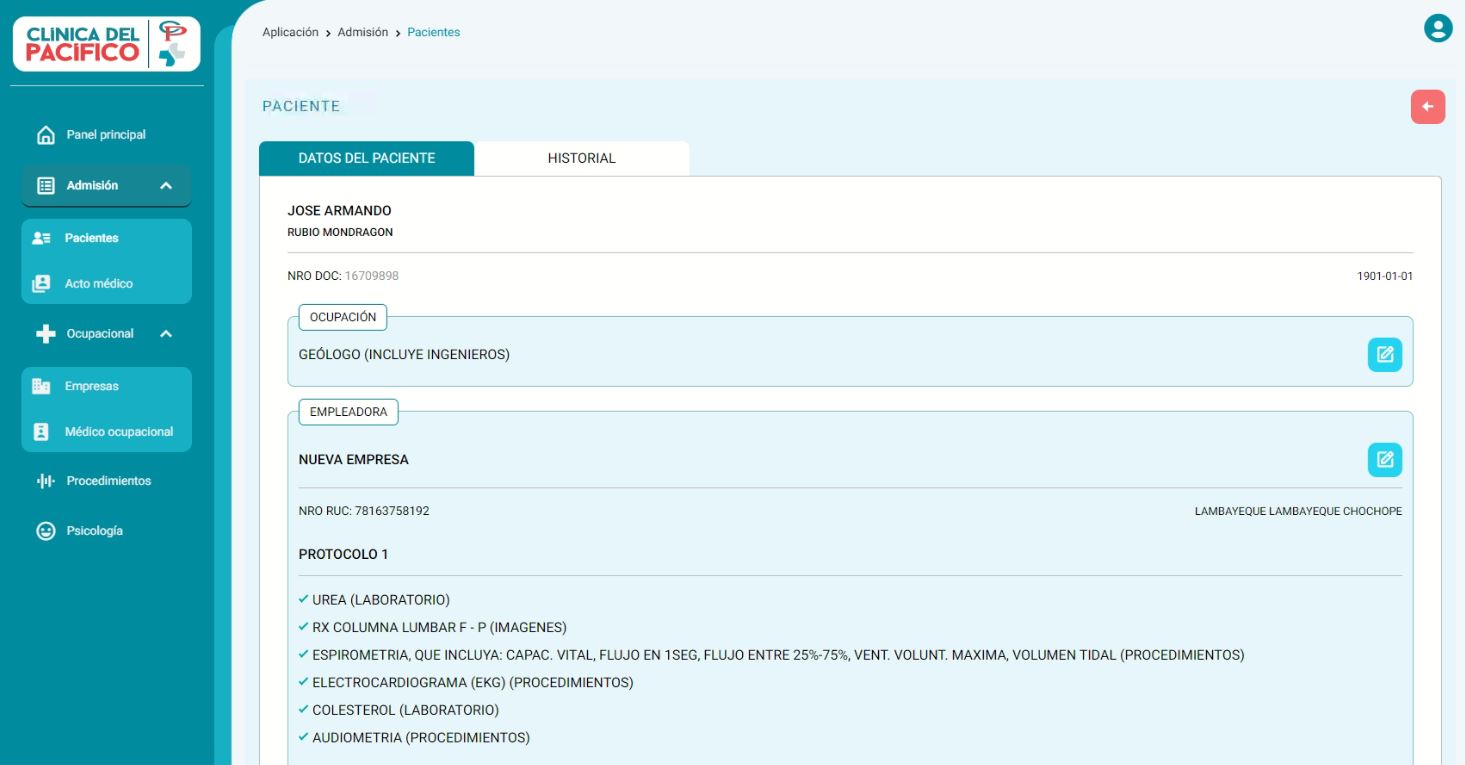 CLÍNICA DEL
PACÍFICO
Aplicación > Admisión > Pacientes
PACIENTE
Panel principal
Admisión
Pacientes
Acto médico
Ocupacional
Empresas
Médico ocupacional
Procedimientos
Psicología
DATOS DEL PACIENTE HISTORIAL
JOSE ARMANDO
RUBIO MONDRAGON
NRO DOC: 16709898 1901-01-01
OCUPACIÓN
GEÓLOGO (INCLUYE INGENIEROS)
EMPLEADORA
NUEVA EMPRESA
NRO RUC: 78163758192 LAMBAYEQUE LAMBAYEQUE CHOCHOPE
PROTOCOLO 1
UREA (LABORATORIO)
RX COLUMNA LUMBAR F - P (IMAGENES)
ESPIROMETRIA, QUE INCLUYA: CAPAC. VITAL, FLUJO EN 1SEG, FLUJO ENTRE 25%-75%, VENT. VOLUNT. MAXIMA, VOLUMEN TIDAL (PROCEDIMIENTOS)
ELECTROCARDIOGRAMA (EKG) (PROCEDIMIENTOS)
COLESTEROL (LABORATORIO)
AUDIOMETRIA (PROCEDIMIENTOS)